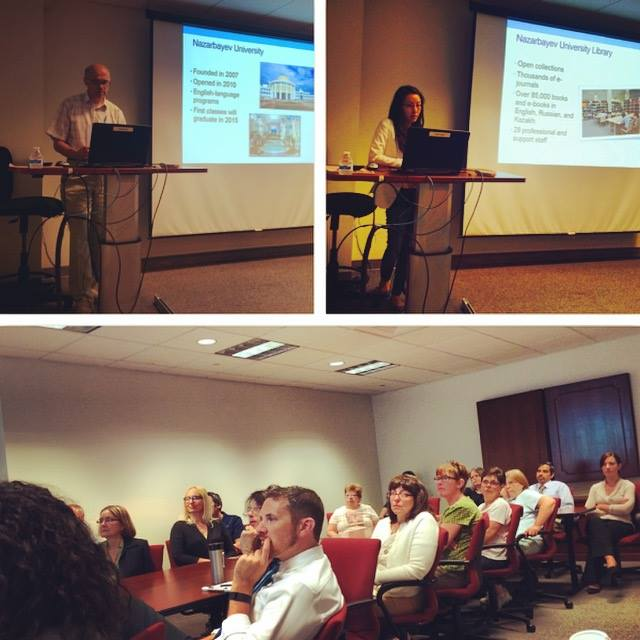 Nazarbayev University
• Founded in 2007
• Opened in 2010
• English-language
programs
• First classes will
graduate in 2015
Nazarbayev University Library
• Open collections
• Thousands of e-
journals
• Over 85,000 books
and e-books in
English, Russian, and
Kazakh
• 28 professional and
support staff